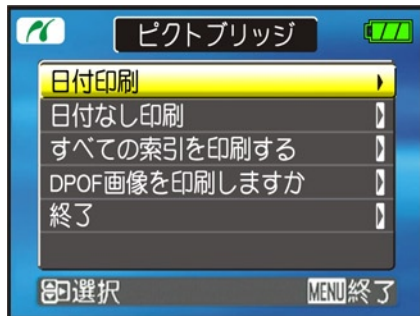 ピクトブリッジ
日付印刷
日付なし印刷
すべての索引を印刷する
DPOF画像を印刷しますか
終了
選択 MENU終了